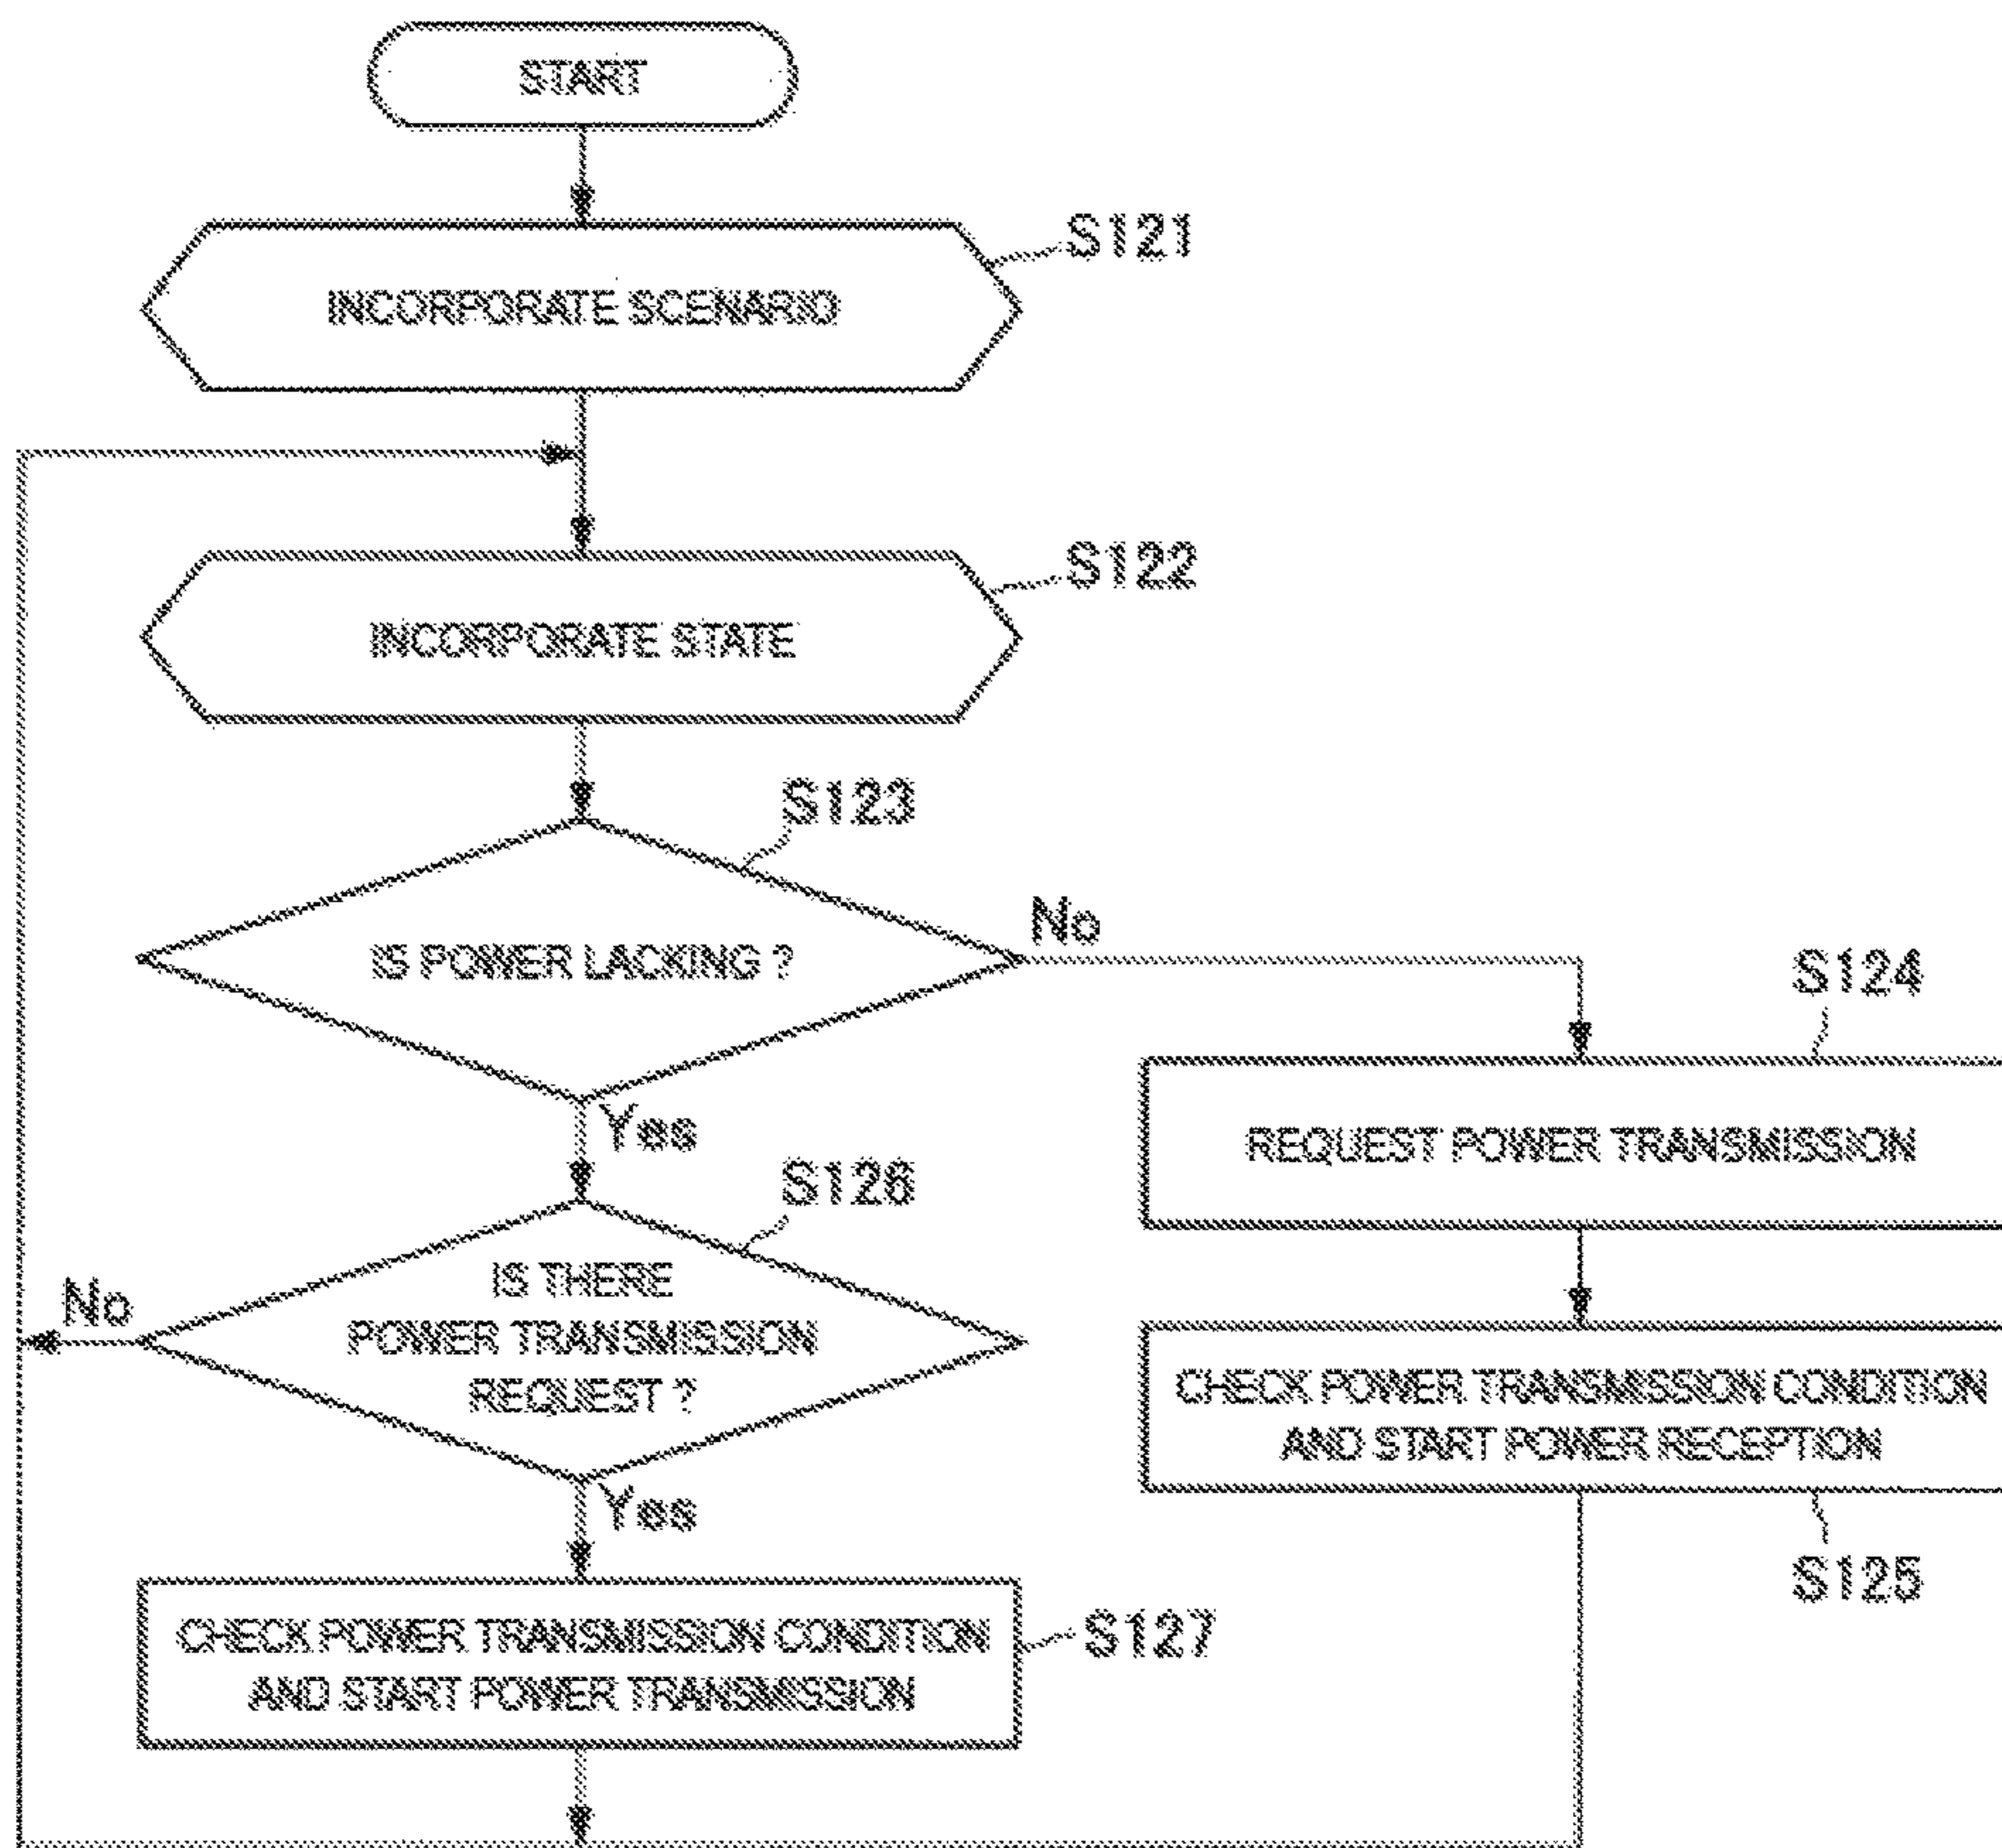 START
S121
INCORPORATE SCENARIO
S122
INCORPORATE STATE
S123
IS POWER LACKING ?
No
Yes
S124
REQUEST POWER TRANSMISSION
S126
IS THERE
POWER TRANSMISSION
REQUEST ?
No
Yes
CHECK POWER TRANSMISSION CONDITION
AND START POWER RECEPTION
S125
CHECK POWER TRANSMISSION CONDITION
AND START POWER TRANSMISSION
S127